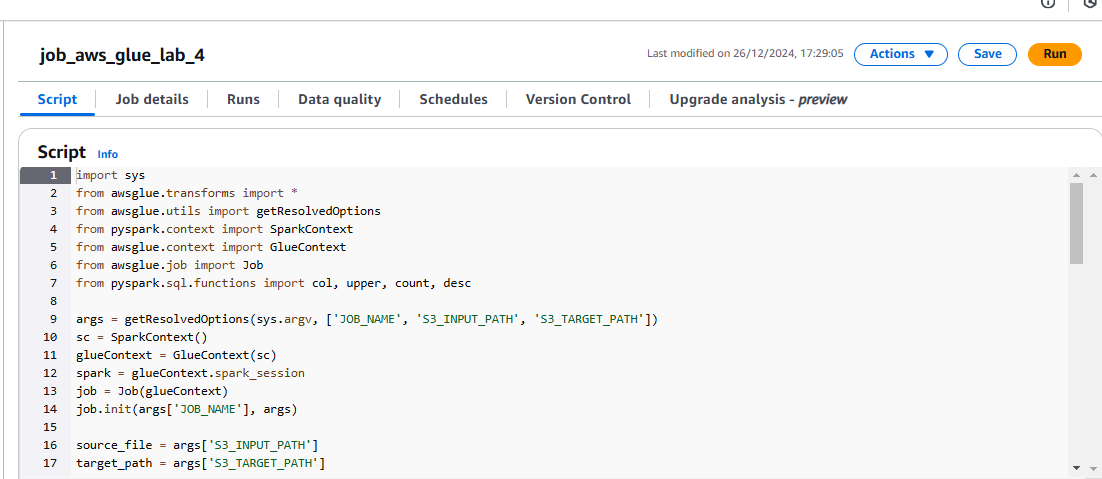 job_aws_glue_lab_4
Last modified on 26/12/2024, 17:29:05
Actions
Save
Run
Script
Job details
Runs
Data quality
Schedules
Version Control
Upgrade analysis - preview
Script Info
1 import sys
2 from awsglue.transforms import *
3 from awsglue.utils import getResolvedOptions
4 from pyspark.context import SparkContext
5 from awsglue.context import GlueContext
6 from awsglue.job import Job
7 from pyspark.sql.functions import col, upper, count, desc
8
9 args = getResolvedOptions(sys.argv, ['JOB_NAME', 'S3_INPUT_PATH', 'S3_TARGET_PATH'])
10 sc = SparkContext()
11 glueContext = GlueContext(sc)
12 spark = glueContext.spark_session
13 job = Job(glueContext)
14 job.init(args['JOB_NAME'], args)
15
16 source_file = args['S3_INPUT_PATH']
17 target_path = args['S3_TARGET_PATH']